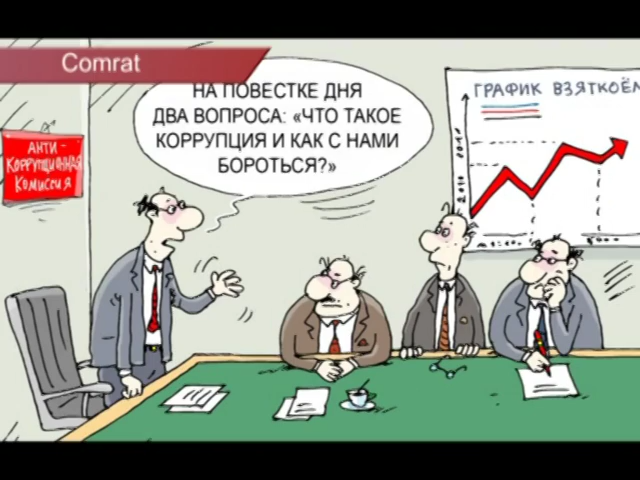 Comrat
НА ПОВЕСТКЕ ДНЯ
ДВА ВОПРОСА: «ЧТО ТАКОЕ
КОРРУПЦИЯ И КАК С НАМИ
БОРОТЬСЯ?»
ГРАФИК ВЗЯТКОЁМ
АНТИ-
КОРРУПЦИОННАЯ
КОМИССИЯ